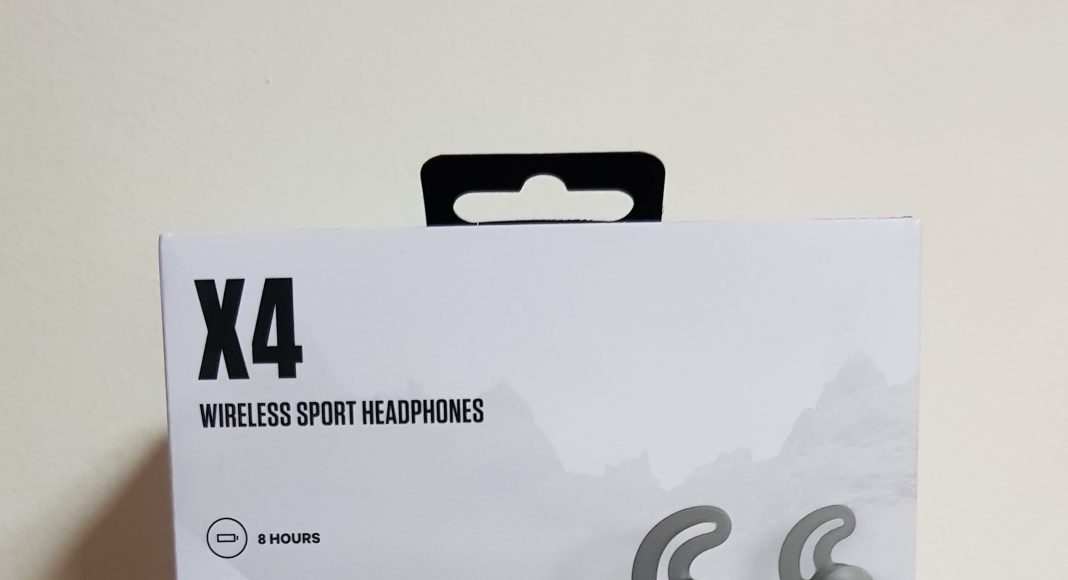 X4
WIRELESS SPORT HEADPHONES
8 HOURS